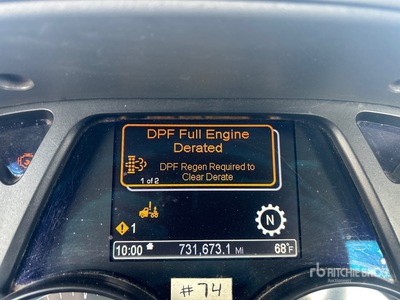 DPF Full Engine
Derated
DPF Regen Required to
Clear Derate
1 of 2
1
N
10:00 731,673.1 MI 68°F
rb RITCHIE BROS
#74